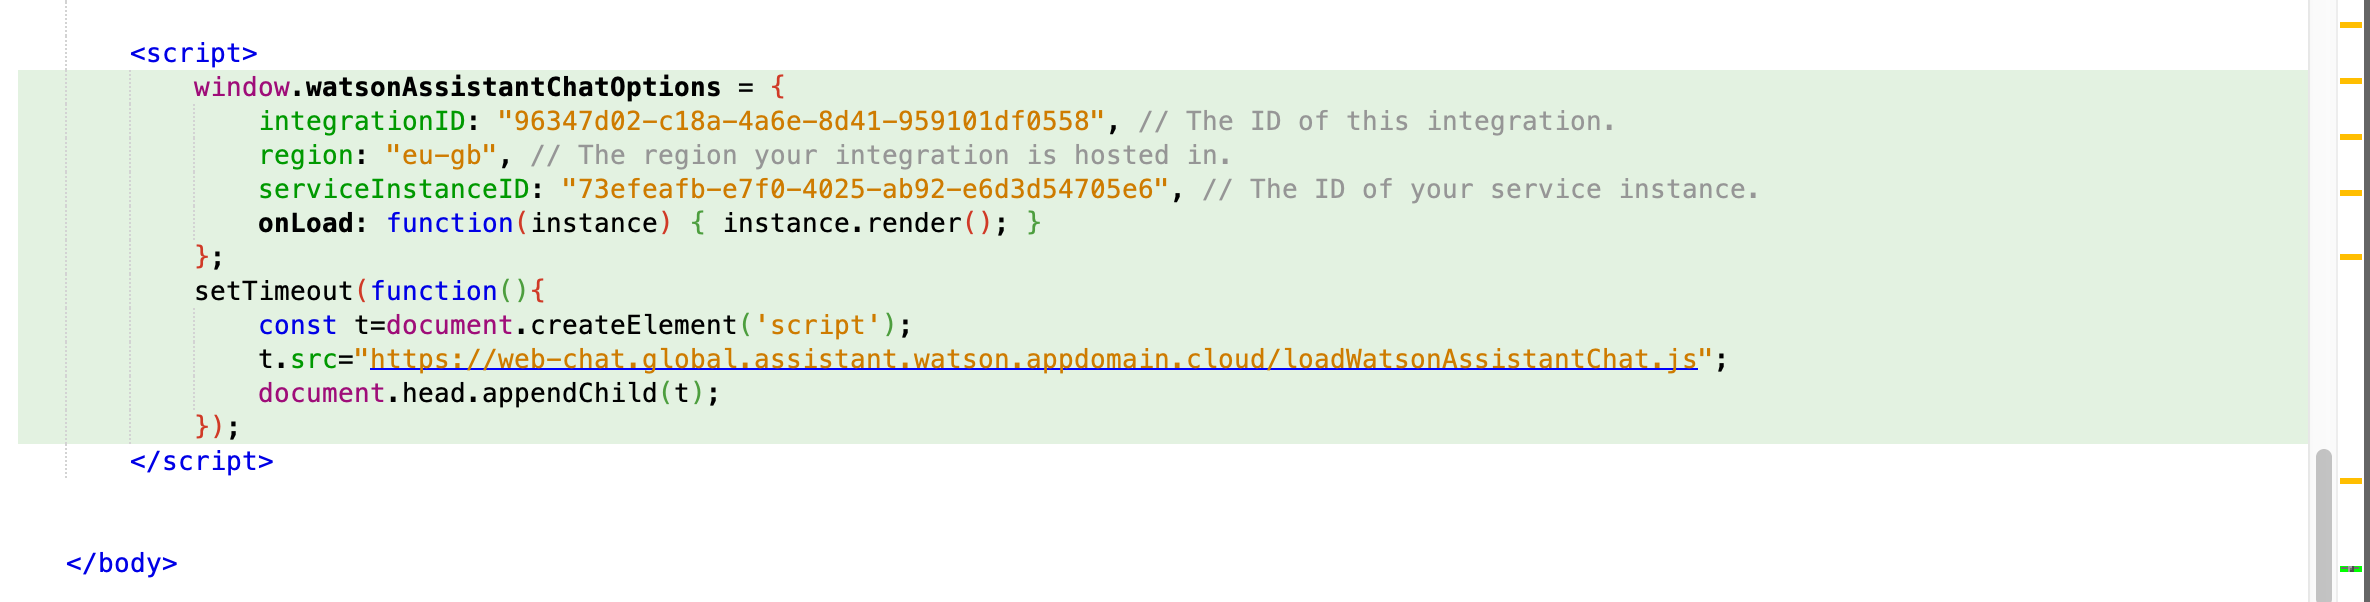 <script>
window.watsonAssistantChatOptions = {
integrationID: "96347d02-c18a-4a6e-8d41-959101df0558", // The ID of this integration.
region: "eu-gb", // The region your integration is hosted in.
serviceInstanceID: "73efeafb-e7f0-4025-ab92-e6d3d54705e6", // The ID of your service instance.
onLoad: function(instance) { instance.render(); }
};
setTimeout(function(){
const t=document.createElement('script');
t.src="https://web-chat.global.assistant.watson.appdomain.cloud/loadWatsonAssistantChat.js";
document.head.appendChild(t);
});
</script>
</body>